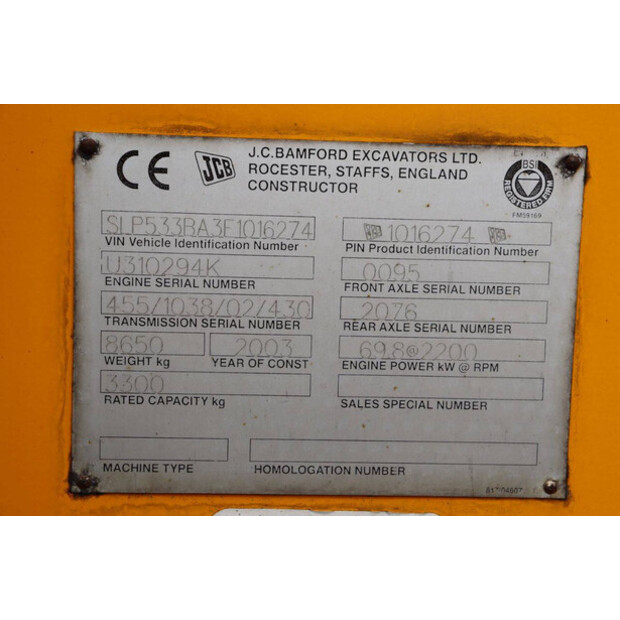 CE JCB J.C.BAMFORD EXCAVATORS LTD.
ROCESTER, STAFFS, ENGLAND
CONSTRUCTOR
BSI
REGISTERED FIRM
FM59169
SLP533BA3E1016274
VIN Vehicle Identification Number
JCB 1016274 JCB
PIN Product Identification Number
U310294K
ENGINE SERIAL NUMBER
0095
FRONT AXLE SERIAL NUMBER
455/1038/02/430
TRANSMISSION SERIAL NUMBER
2076
REAR AXLE SERIAL NUMBER
8650 2003
WEIGHT kg YEAR OF CONST
69.8@2200
ENGINE POWER kW @ RPM
3300
RATED CAPACITY kg
SALES SPECIAL NUMBER
MACHINE TYPE
HOMOLOGATION NUMBER